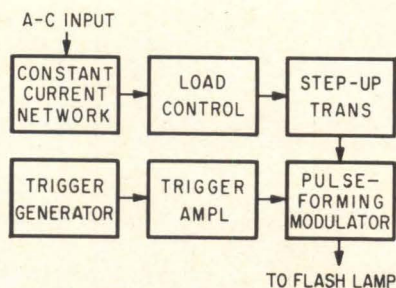 A-C INPUT
CONSTANT
CURRENT
NETWORK
LOAD
CONTROL
STEP-UP
TRANS
TRIGGER
GENERATOR
TRIGGER
AMPL
PULSE-
FORMING
MODULATOR
TO FLASH LAMP